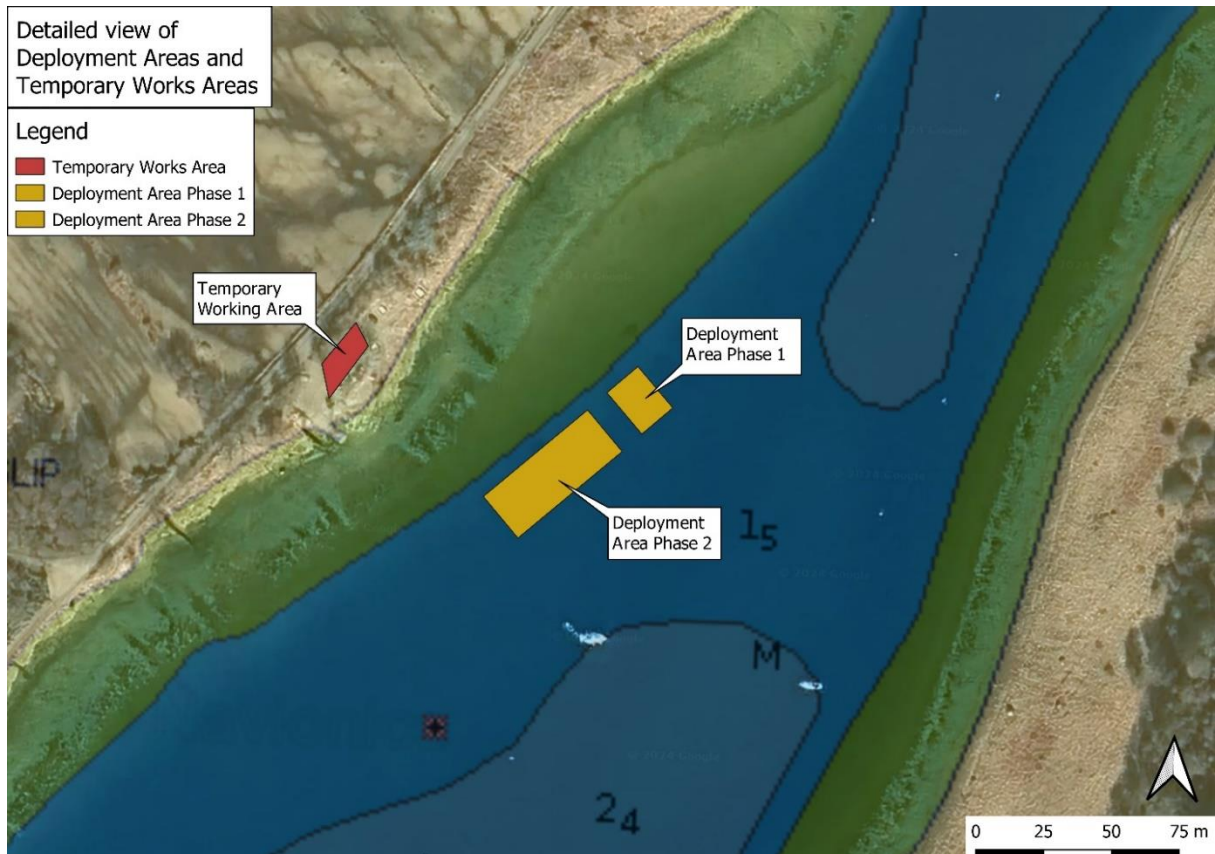 Detailed view of
Deployment Areas and
Temporary Works Areas
Legend
Temporary Works Area
Deployment Area Phase 1
Deployment Area Phase 2
Temporary
Working Area
Deployment
Area Phase 1
Deployment
Area Phase 2
LIP
15
M
24
0 25 50 75 m